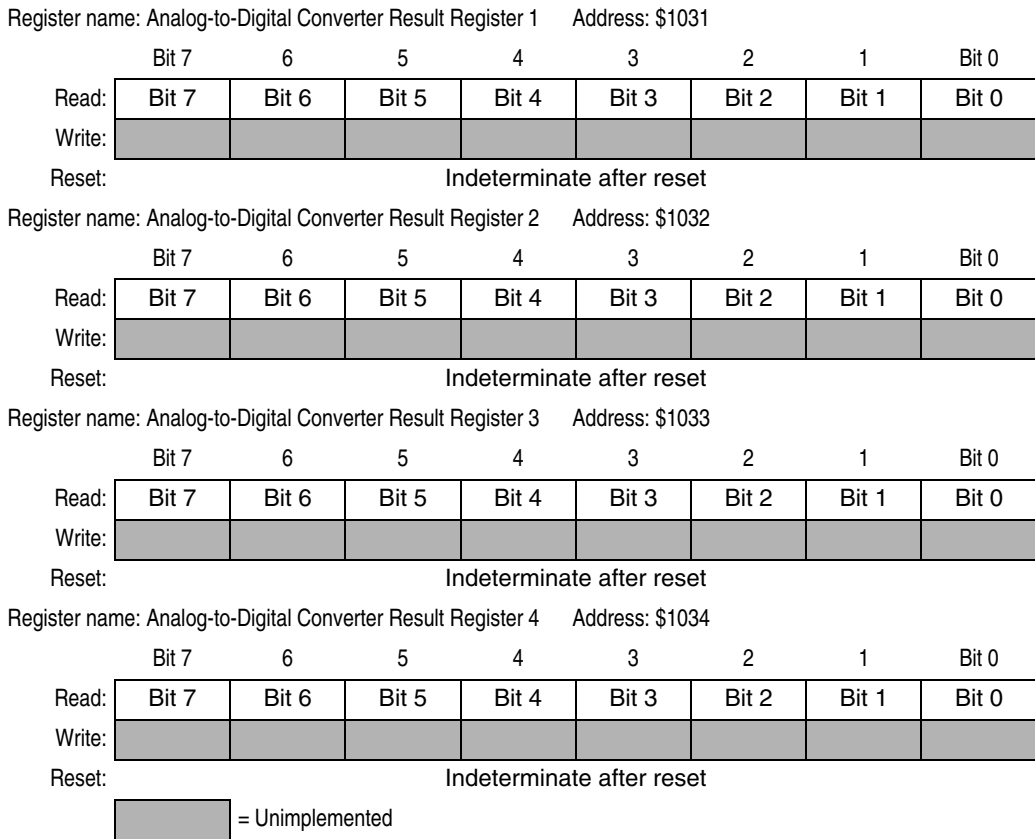 Register name: Analog-to-Digital Converter Result Register 1 Address: $1031
Bit 7 6 5 4 3 2 1 Bit 0
Read: Bit 7 Bit 6 Bit 5 Bit 4 Bit 3 Bit 2 Bit 1 Bit 0
Write:
Reset: Indeterminate after reset
Register name: Analog-to-Digital Converter Result Register 2 Address: $1032
Bit 7 6 5 4 3 2 1 Bit 0
Read: Bit 7 Bit 6 Bit 5 Bit 4 Bit 3 Bit 2 Bit 1 Bit 0
Write:
Reset: Indeterminate after reset
Register name: Analog-to-Digital Converter Result Register 3 Address: $1033
Bit 7 6 5 4 3 2 1 Bit 0
Read: Bit 7 Bit 6 Bit 5 Bit 4 Bit 3 Bit 2 Bit 1 Bit 0
Write:
Reset: Indeterminate after reset
Register name: Analog-to-Digital Converter Result Register 4 Address: $1034
Bit 7 6 5 4 3 2 1 Bit 0
Read: Bit 7 Bit 6 Bit 5 Bit 4 Bit 3 Bit 2 Bit 1 Bit 0
Write:
Reset: Indeterminate after reset
= Unimplemented